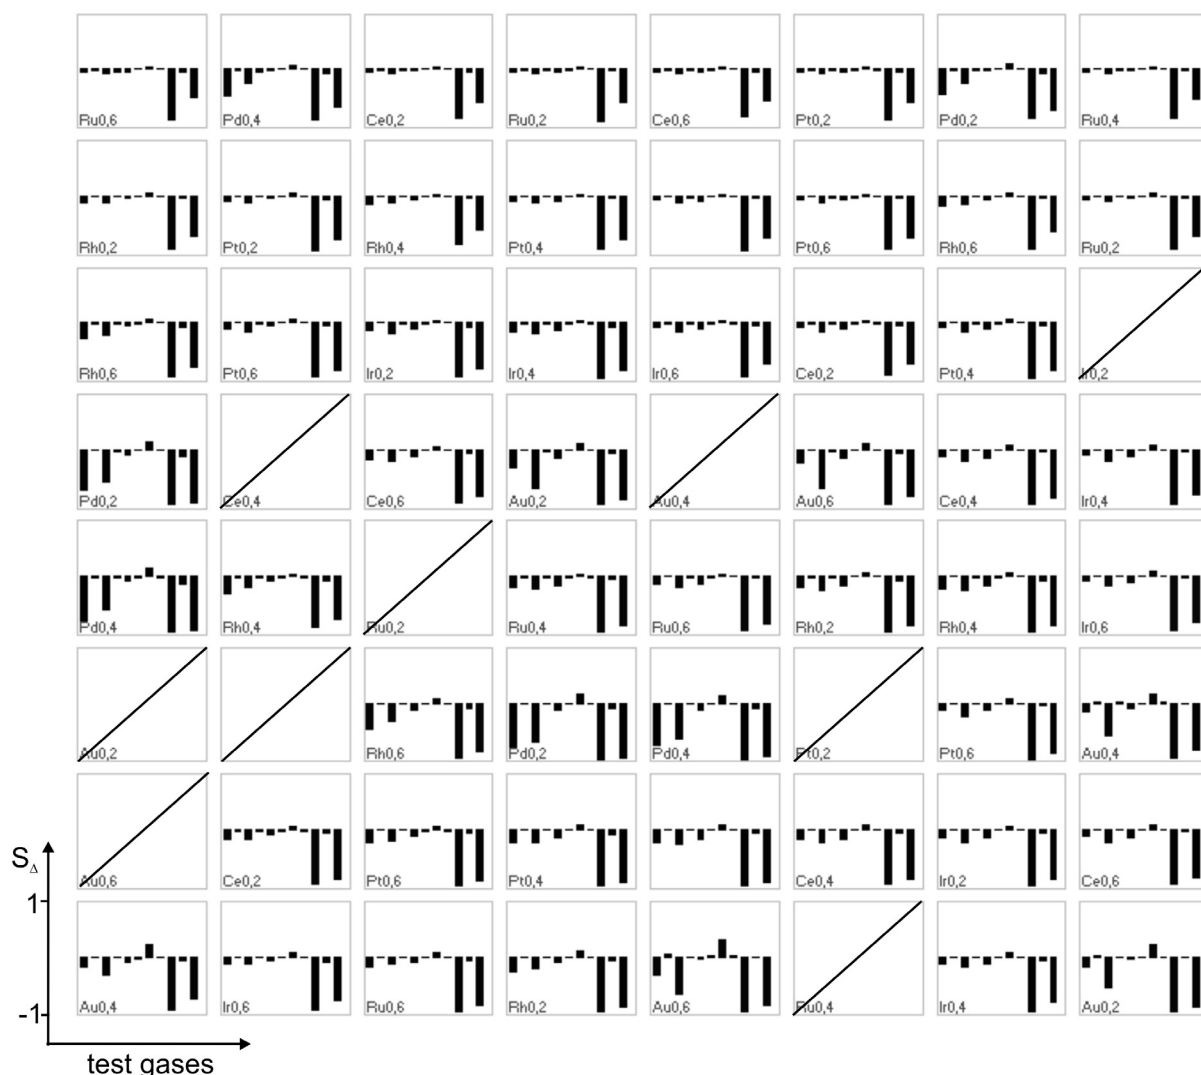 Ru0,6 Pd0,4 Ce0,2 Ru0,2 Ce0,6 Pt0,2 Pd0,2 Ru0,4
Rh0,2 Pt0,2 Rh0,4 Pt0,4 Pt0,6 Rh0,6 Ru0,2
Rh0,6 Pt0,6 Ir0,2 Ir0,4 Ir0,6 Ce0,2 Pt0,4 Ir0,2
Pd0,2 Ce0,4 Ce0,6 Au0,2 Au0,4 Au0,6 Ce0,4 Ir0,4
Pd0,4 Rh0,4 Ru0,2 Ru0,4 Ru0,6 Rh0,2 Rh0,4 Ir0,6
Au0,2 Rh0,6 Pd0,2 Pd0,4 Pt0,2 Pt0,6 Au0,4
Au0,6 Ce0,2 Pt0,6 Pt0,4 Ce0,4 Ir0,2 Ce0,6
SΔ
1
Au0,4 Ir0,6 Ru0,6 Rh0,2 Au0,6 Ru0,4 Ir0,4 Au0,2
-1
test gases